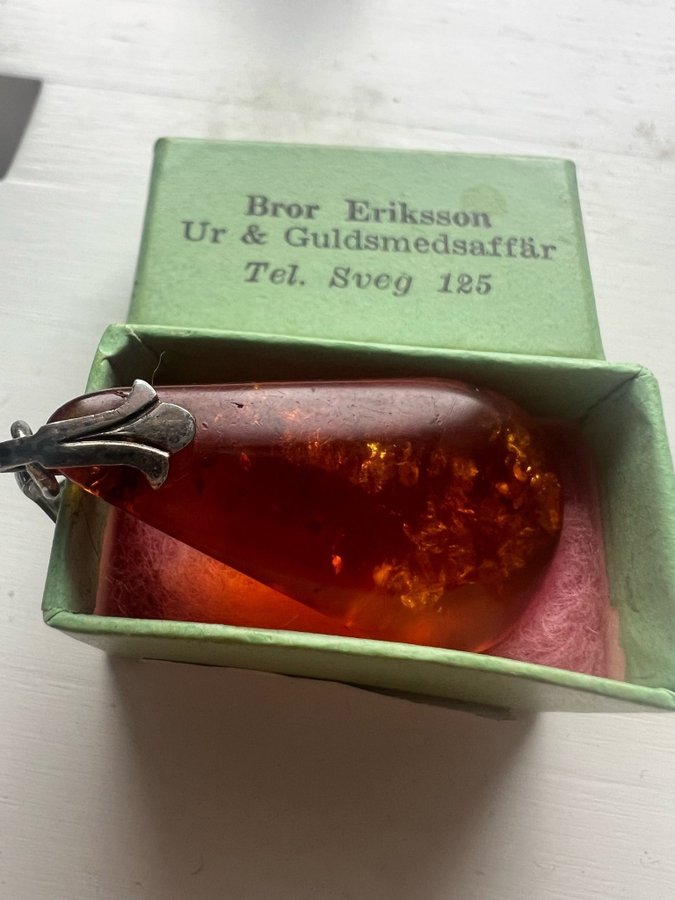 Bror Eriksson
Ur & Guldsmedsaffär
Tel. Sveg 125